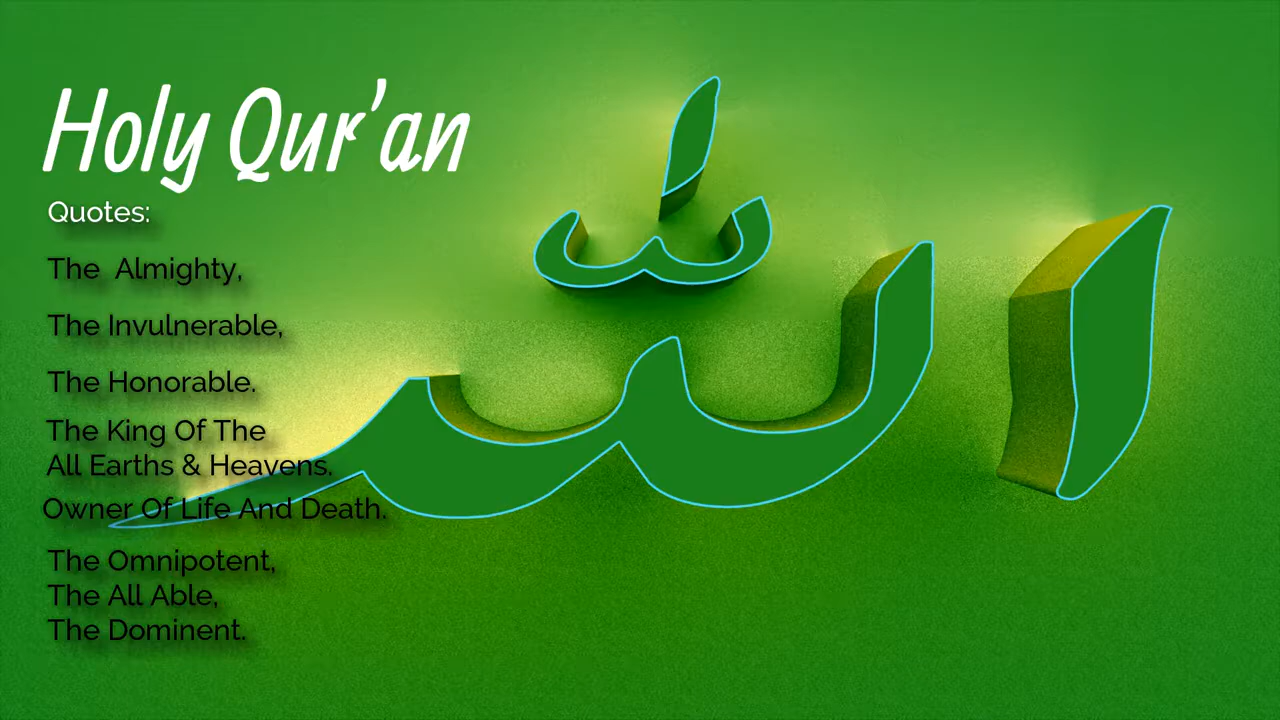 Holy Qur'an
Quotes:
The Almighty,
The Invulnerable,
The Honorable.
The King Of The
All Earths & Heavens.
Owner Of Life And Death.
The Omnipotent,
The All Able,
The Dominent.
الله